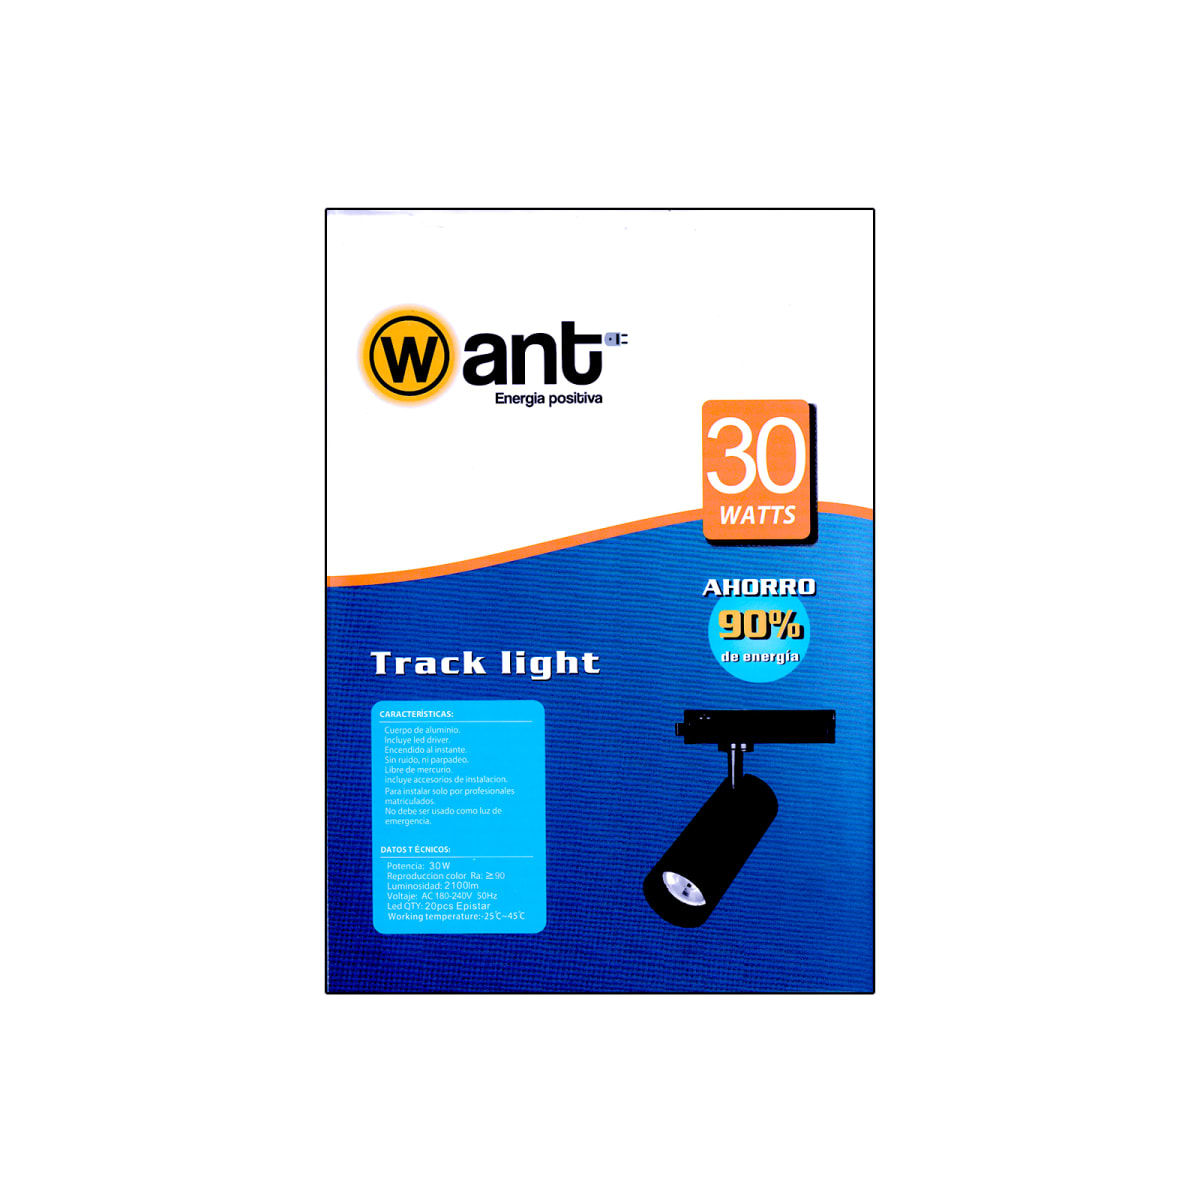 Want
Energia positiva
30
WATTS
AHORRO
90%
de energía
Track light
CARACTERÍSTICAS:
Cuerpo de aluminio.
Incluye led driver.
Encendido al instante.
Sin ruido, ni parpadeo.
Libre de mercurio.
incluye accesorios de instalacion.
Para instalar solo por profesionales
matriculados.
No debe ser usado como luz de
emergencia.
DATOS T ÉCNICOS:
Potencia: 30W
Reproduccion color Ra: ≥90
Luminosidad: 2100lm
Voltaje: AC 180-240V 50Hz
Led QTY: 20pcs Epistar
Working temperature:-25℃~45℃